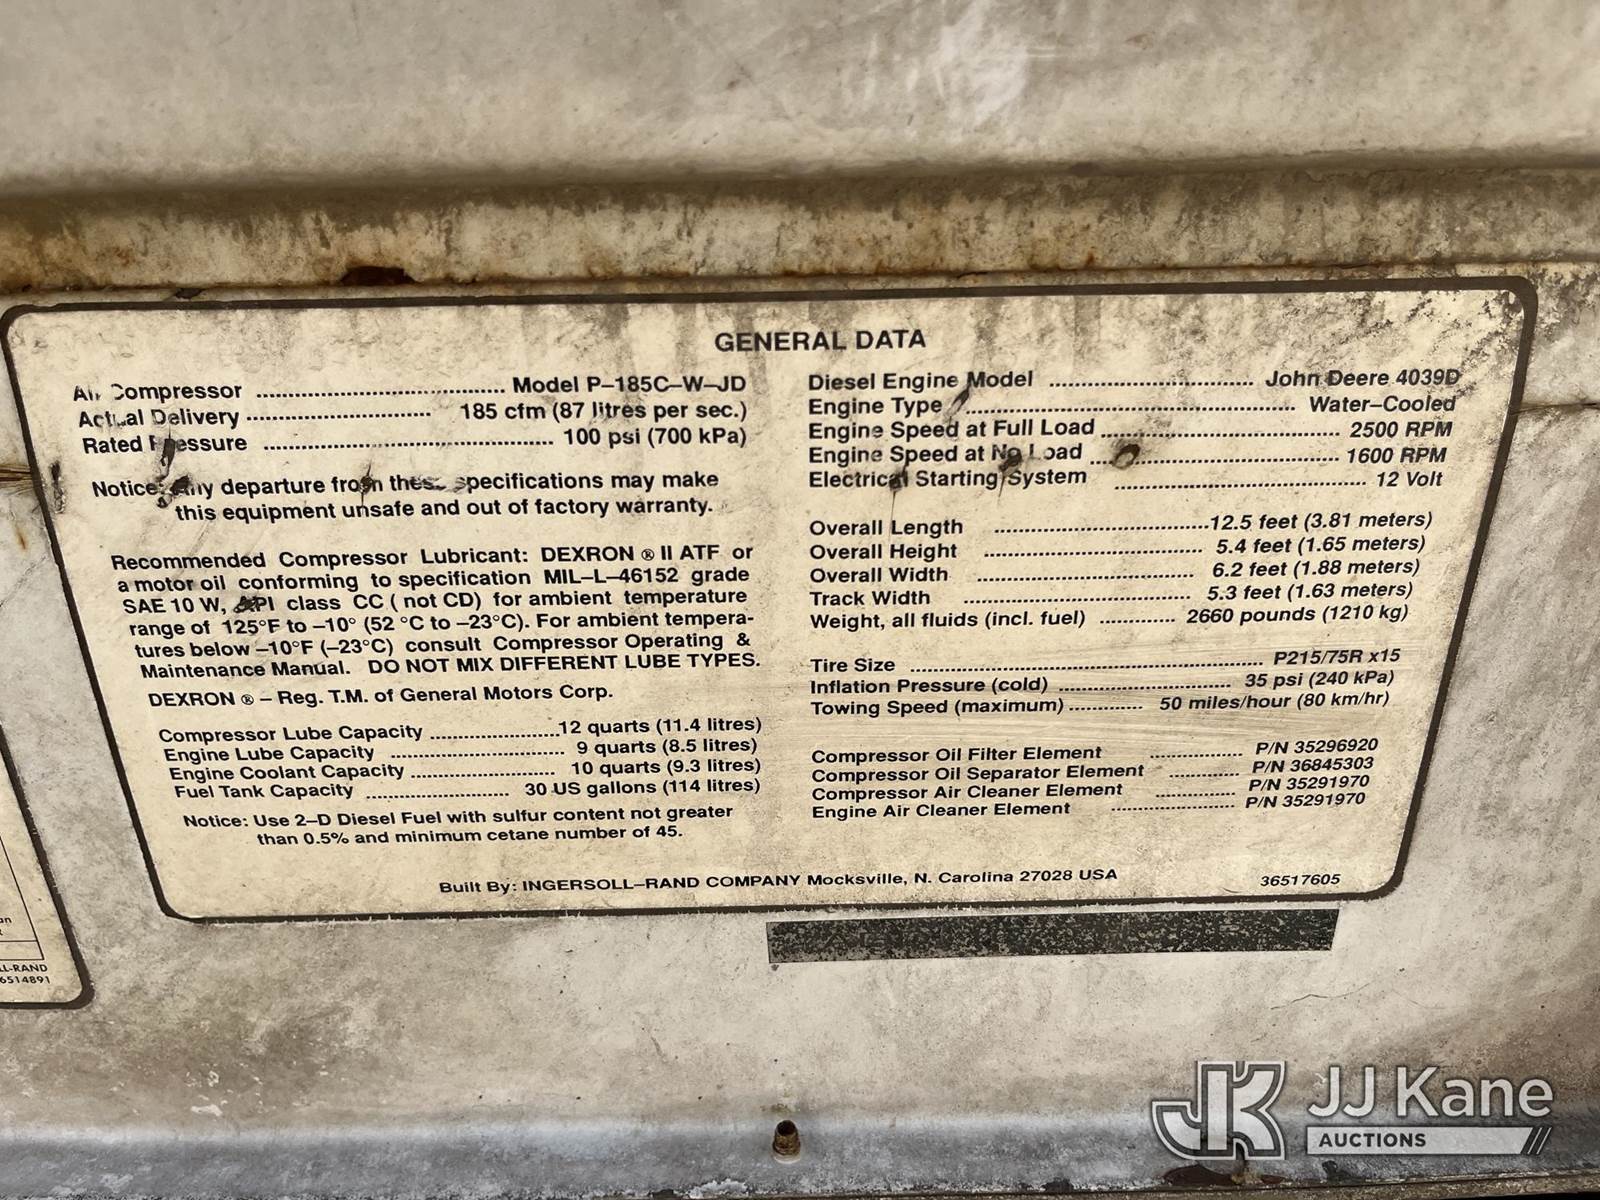 GENERAL DATA
Air Compressor ........ Model P–185C–W–JD
Actual Delivery ........ 185 cfm (87 litres per sec.)
Rated Pressure ........ 100 psi (700 kPa)
Notice: Any departure from these specifications may make
this equipment unsafe and out of factory warranty.
Recommended Compressor Lubricant: DEXRON ® II ATF or
a motor oil conforming to specification MIL–L–46152 grade
SAE 10 W, API class CC ( not CD) for ambient temperature
range of 125°F to –10° (52 °C to –23°C). For ambient tempera-
tures below –10°F (–23°C) consult Compressor Operating &
Maintenance Manual. DO NOT MIX DIFFERENT LUBE TYPES.
DEXRON ® – Reg. T.M. of General Motors Corp.
Compressor Lube Capacity ........ 12 quarts (11.4 litres)
Engine Lube Capacity ........ 9 quarts (8.5 litres)
Engine Coolant Capacity ........ 10 quarts (9.3 litres)
Fuel Tank Capacity ........ 30 US gallons (114 litres)
Notice: Use 2–D Diesel Fuel with sulfur content not greater
than 0.5% and minimum cetane number of 45.
Diesel Engine Model ........ John Deere 4039D
Engine Type ........ Water–Cooled
Engine Speed at Full Load ........ 2500 RPM
Engine Speed at No Load ........ 1600 RPM
Electrical Starting System ........ 12 Volt
Overall Length ........ 12.5 feet (3.81 meters)
Overall Height ........ 5.4 feet (1.65 meters)
Overall Width ........ 6.2 feet (1.88 meters)
Track Width ........ 5.3 feet (1.63 meters)
Weight, all fluids (incl. fuel) ........ 2660 pounds (1210 kg)
Tire Size ........ P215/75R x15
Inflation Pressure (cold) ........ 35 psi (240 kPa)
Towing Speed (maximum) ........ 50 miles/hour (80 km/hr)
Compressor Oil Filter Element ........ P/N 35296920
Compressor Oil Separator Element ........ P/N 36845303
Compressor Air Cleaner Element ........ P/N 35291970
Engine Air Cleaner Element ........ P/N 35291970
Built By: INGERSOLL–RAND COMPANY Mocksville, N. Carolina 27028 USA 36517605
LL-RAND
6514891
JK JJ Kane
AUCTIONS